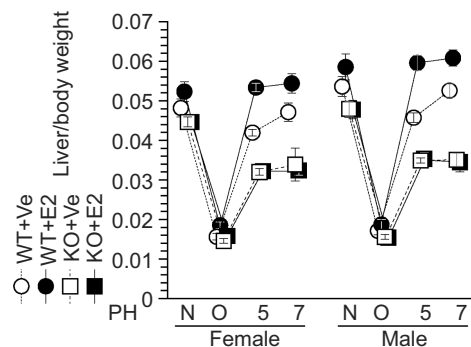 Liver/body weight
WT+Ve
WT+E2
KO+Ve
KO+E2
0.07
0.06
0.05
0.04
0.03
0.02
0.01
0
PH N O 5 7 N O 5 7
Female Male